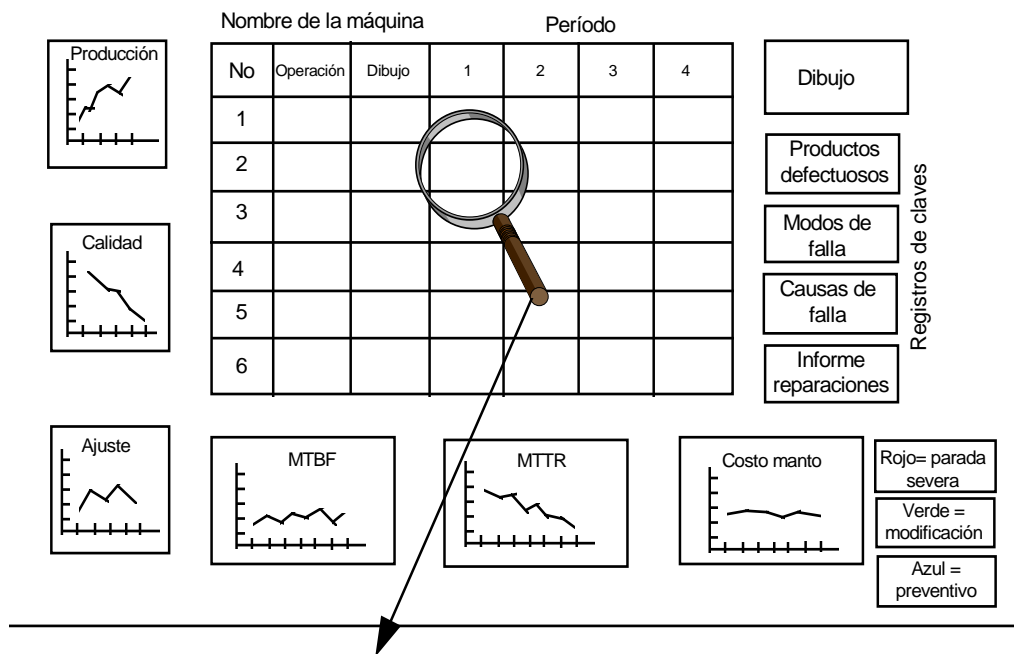 Nombre de la máquina
Período
Producción
No Operación Dibujo 1 2 3 4
1
2
3
4
5
6
Dibujo
Productos
defectuosos
Modos de
falla
Causas de
falla
Informe
reparaciones
Registros de claves
Calidad
Ajuste
MTBF
MTTR
Costo manto
Rojo= parada
severa
Verde =
modificación
Azul =
preventivo